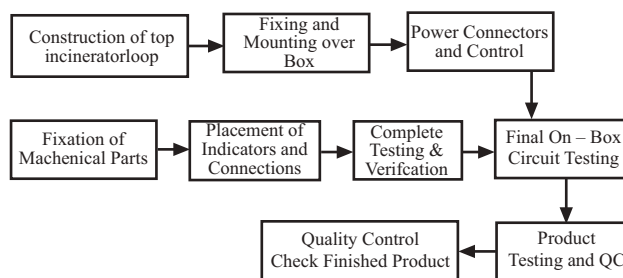 Construction of top
incineratorloop
Fixing and
Mounting over
Box
Power Connectors
and Control
Fixation of
Machenical Parts
Placement of
Indicators and
Connections
Complete
Testing &
Verifcation
Final On – Box
Circuit Testing
Quality Control
Check Finished Product
Product
Testing and QC